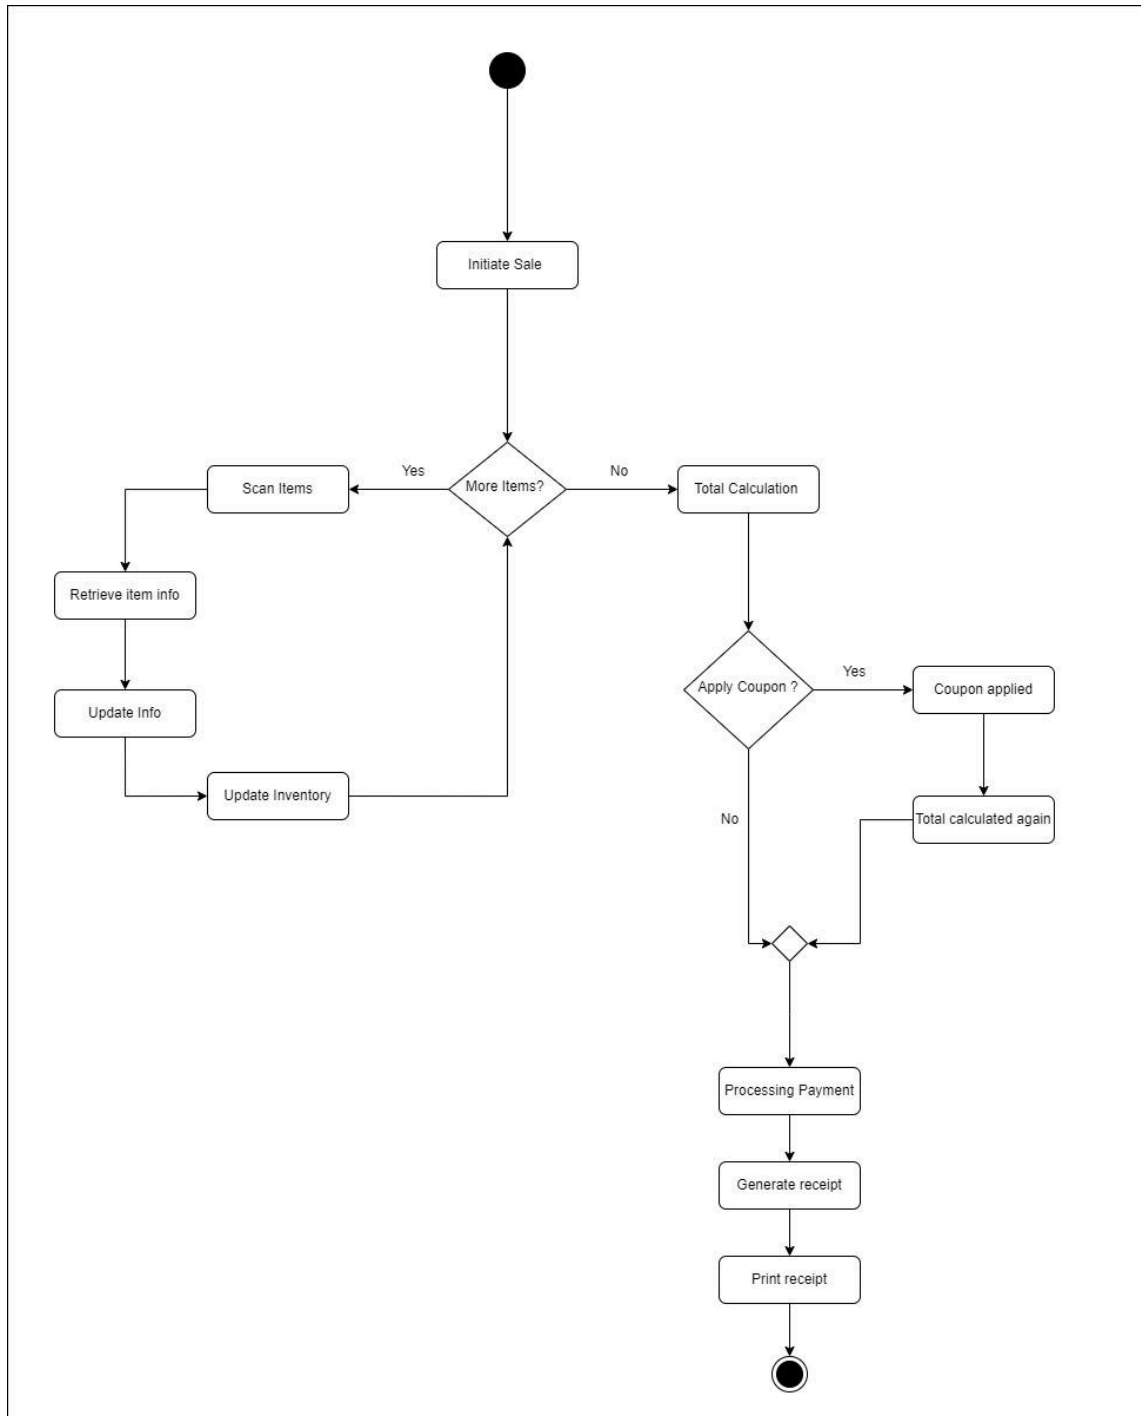 Initiate Sale
More Items?
Yes
No
Scan Items
Total Calculation
Retrieve item info
Update Info
Update Inventory
Apply Coupon ?
Yes
Coupon applied
No
Total calculated again
Processing Payment
Generate receipt
Print receipt